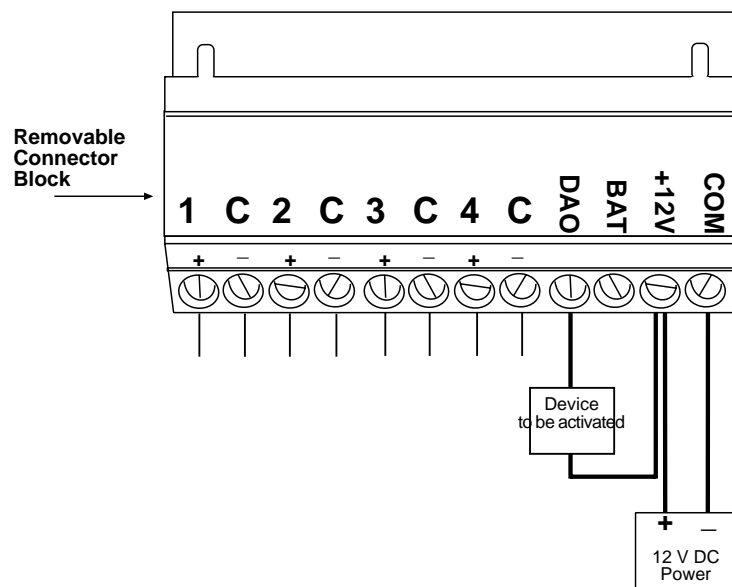 Removable
Connector
Block
1 C 2 C 3 C 4 C DAO BAT +12V COM
+ – + – + – + –
Device
to be activated
+ –
12 V DC
Power